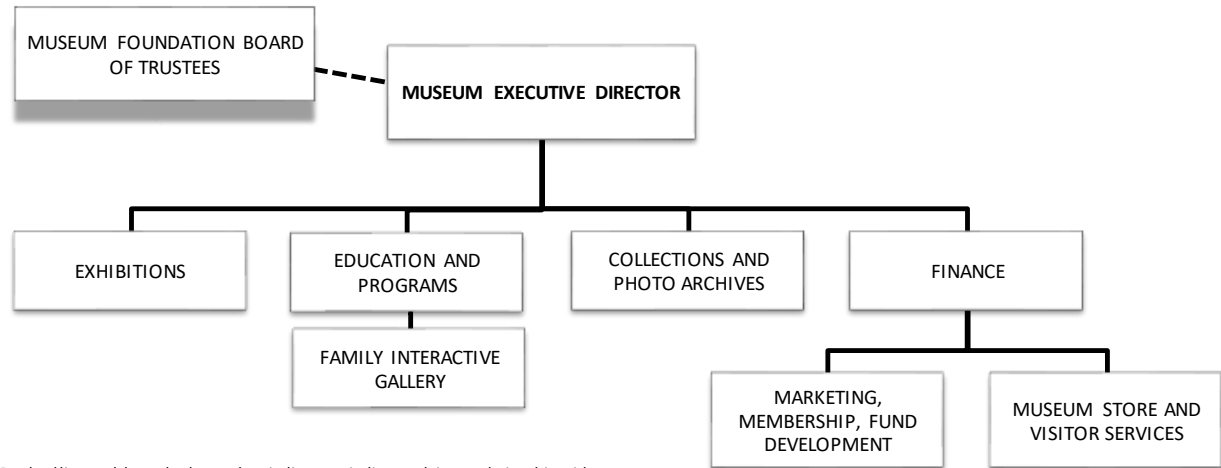 MUSEUM FOUNDATION BOARD
OF TRUSTEES
MUSEUM EXECUTIVE DIRECTOR
EXHIBITIONS
EDUCATION AND
PROGRAMS
COLLECTIONS AND
PHOTO ARCHIVES
FINANCE
FAMILY INTERACTIVE
GALLERY
MARKETING,
MEMBERSHIP, FUND
DEVELOPMENT
MUSEUM STORE AND
VISITOR SERVICES